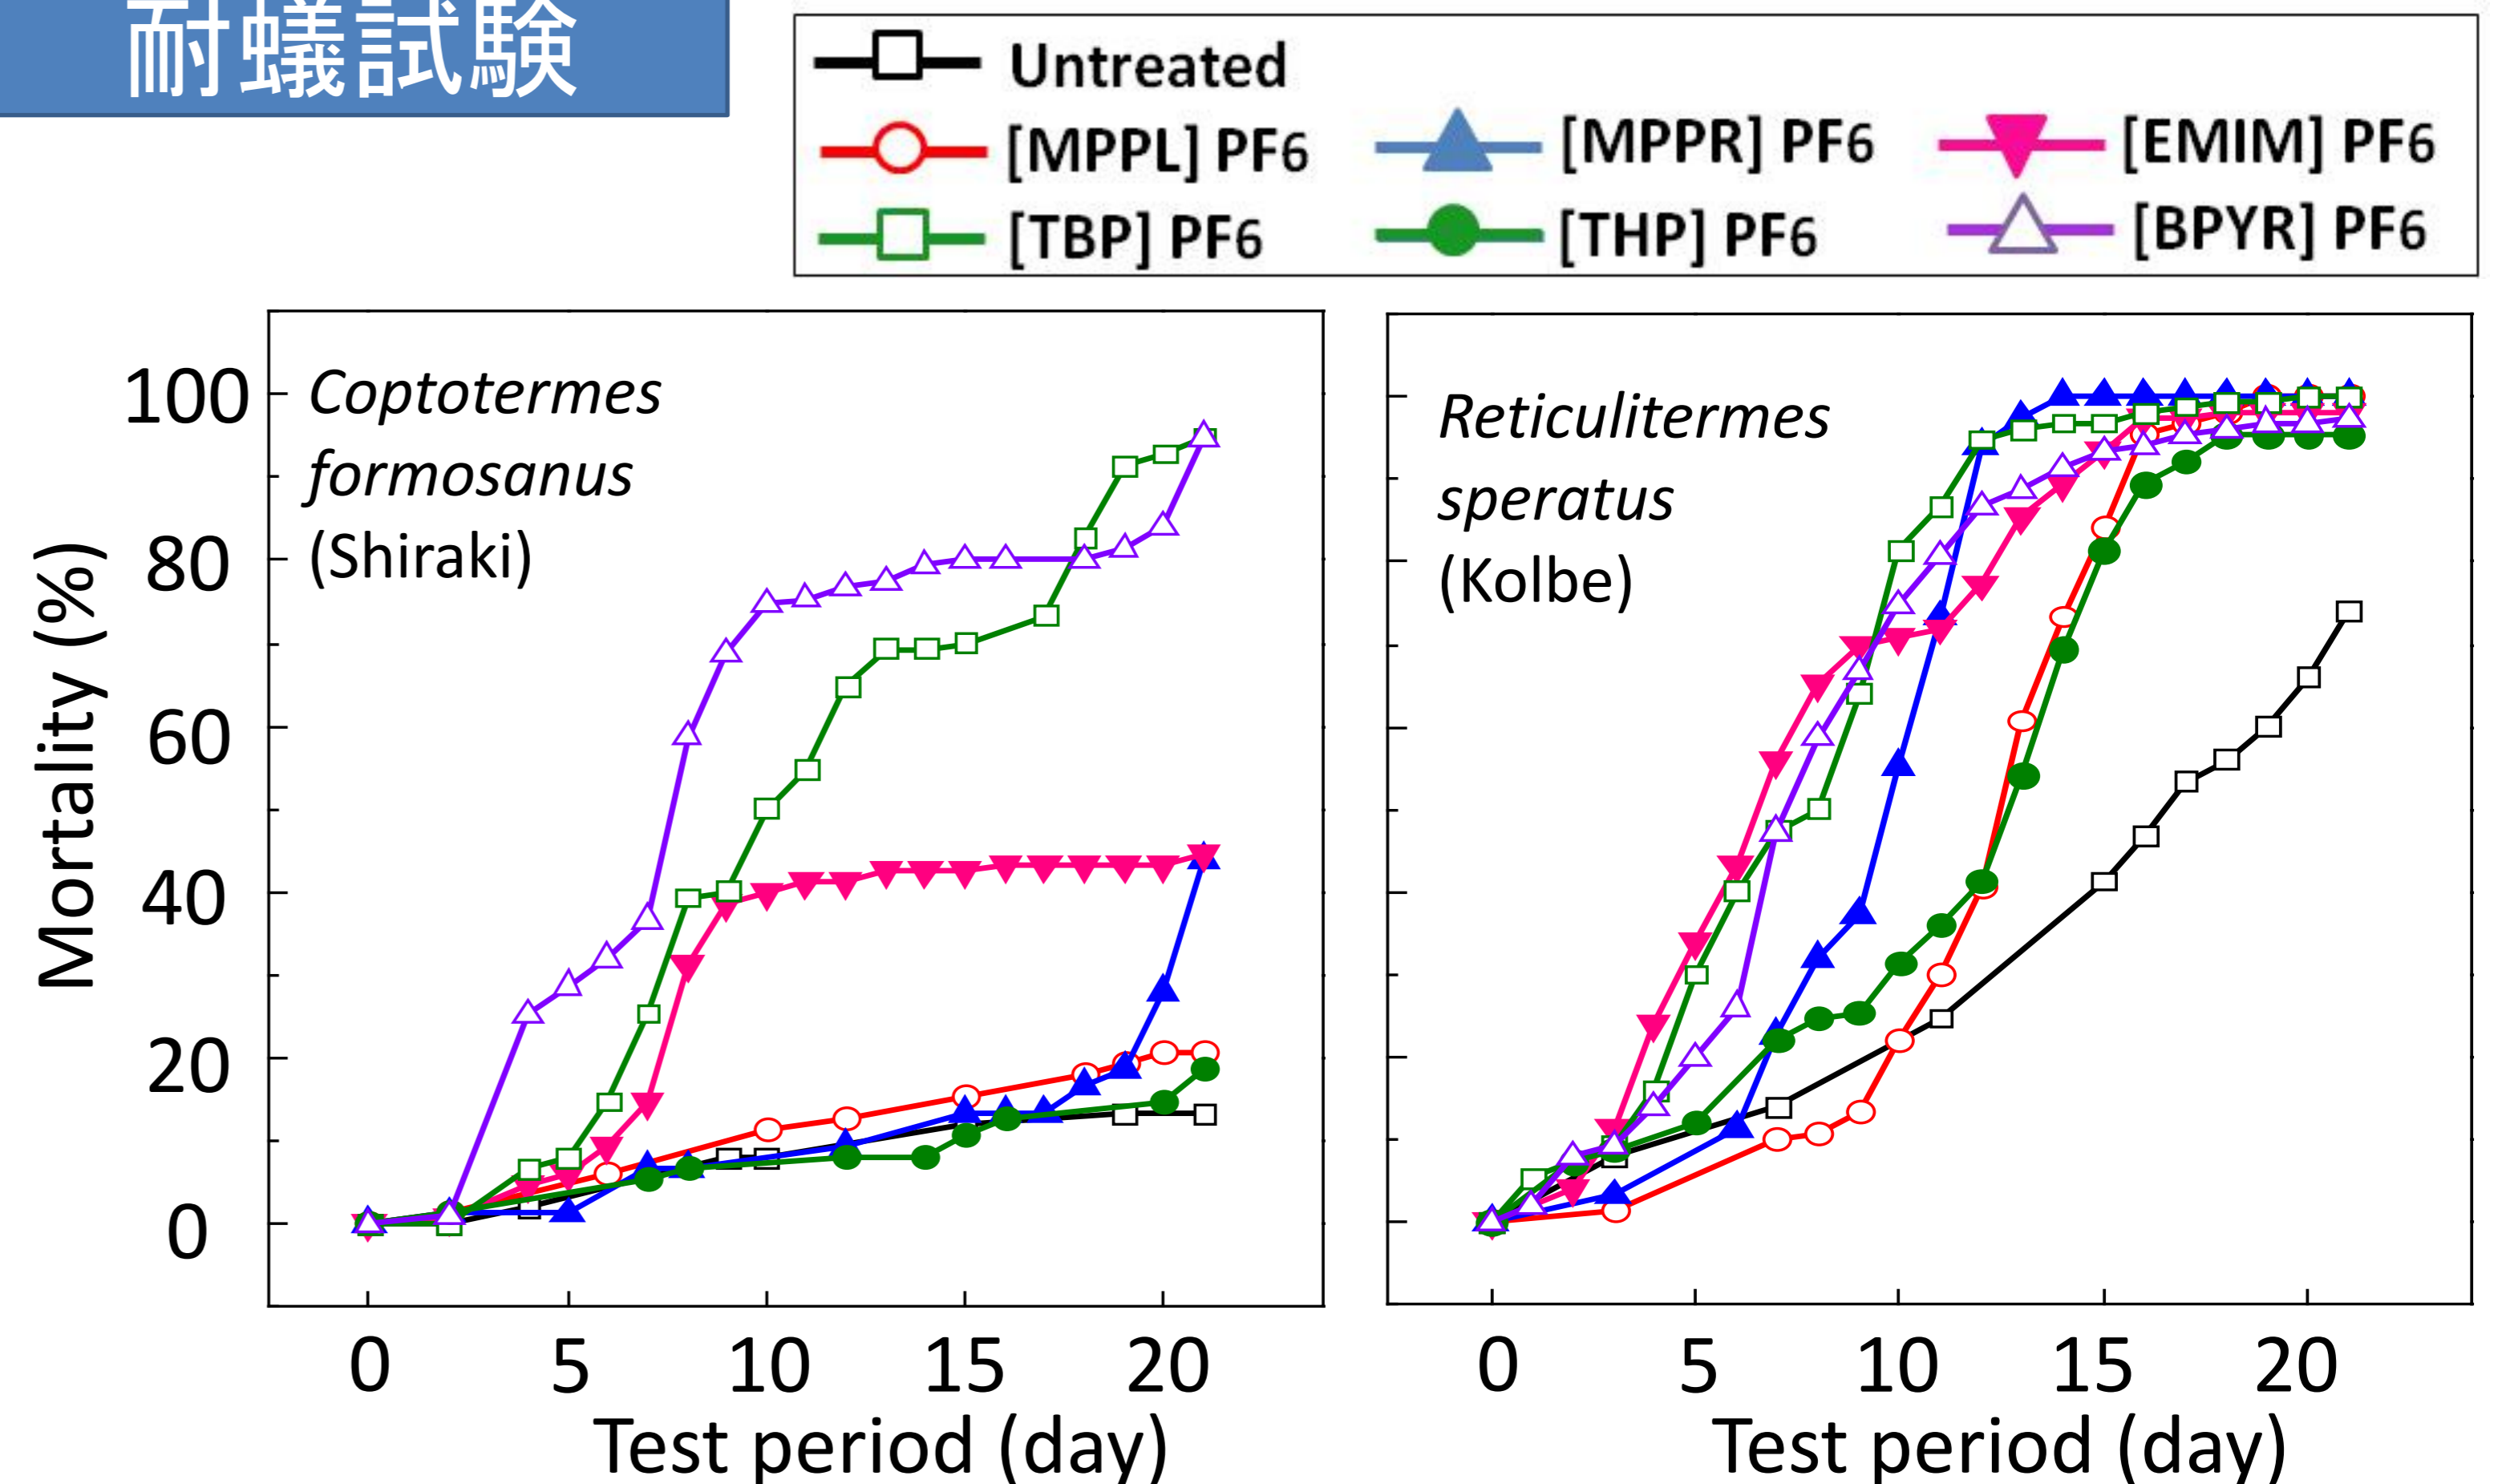 耐蟻試験
Untreated
[MPPL] PF6 [MPPR] PF6 [EMIM] PF6
[TBP] PF6 [THP] PF6 [BPYR] PF6
Mortality (%)
100
80
60
40
20
0
Coptotermes
formosanus
(Shiraki)
0 5 10 15 20
Test period (day)
Reticulitermes
speratus
(Kolbe)
0 5 10 15 20
Test period (day)